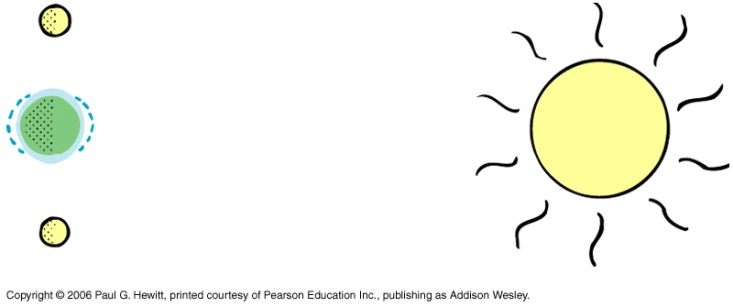 Copyright © 2006 Paul G. Hewitt, printed courtesy of Pearson Education Inc., publishing as Addison Wesley.